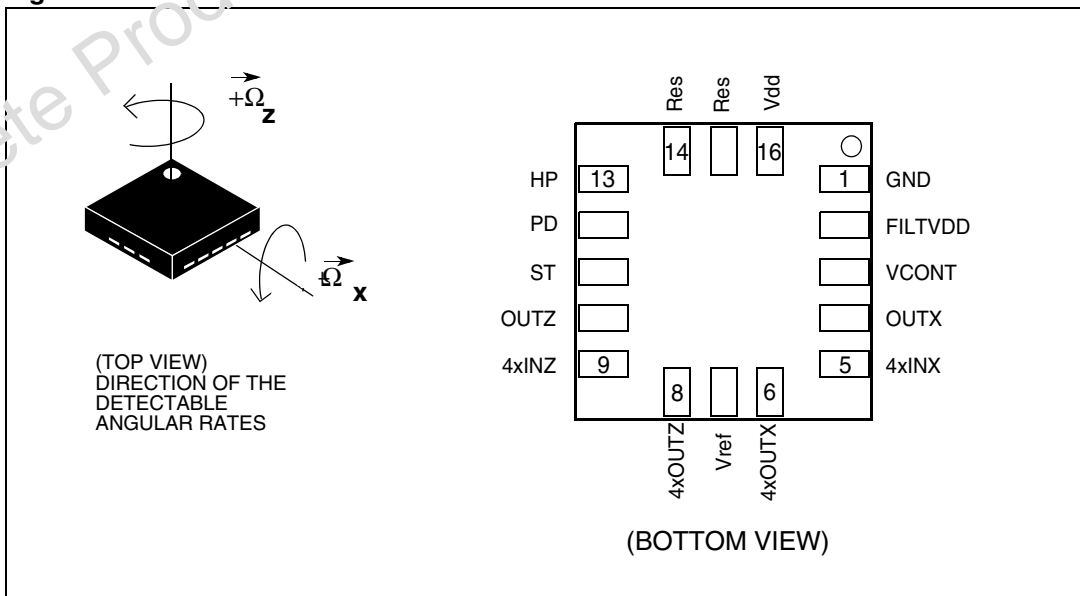 +Ω z
+Ω x
(TOP VIEW)
DIRECTION OF THE
DETECTABLE
ANGULAR RATES
Res Res Vdd
14 16
HP 13 1 GND
PD FILTVDD
ST VCONT
OUTZ OUTX
4xINZ 9 5 4xINX
8 6
4xOUTZ Vref 4xOUTX
(BOTTOM VIEW)